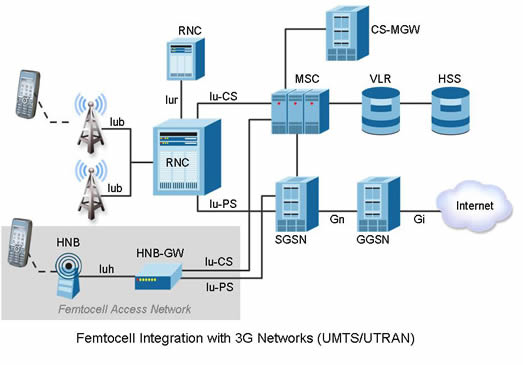 RNC
CS-MGW
Iur
Iu-CS
MSC
VLR
HSS
Iub
RNC
Iub
Iu-PS
SGSN
Gn
GGSN
Gi
Internet
HNB
Iuh
HNB-GW
Iu-CS
Iu-PS
Femtocell Access Network
Femtocell Integration with 3G Networks (UMTS/UTRAN)